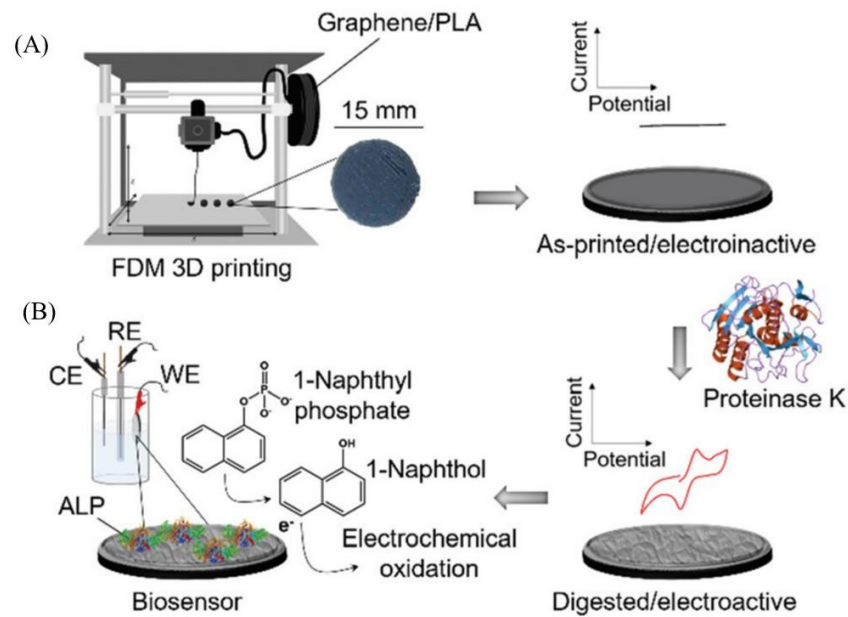 (A)
Graphene/PLA
15 mm
FDM 3D printing
Current
Potential
As-printed/electroinactive
Proteinase K
Current
Potential
Digested/electroactive
(B)
RE
CE
WE
O
O P O-
O-
1-Naphthyl
phosphate
OH
1-Naphthol
e-
Electrochemical
oxidation
ALP
Biosensor